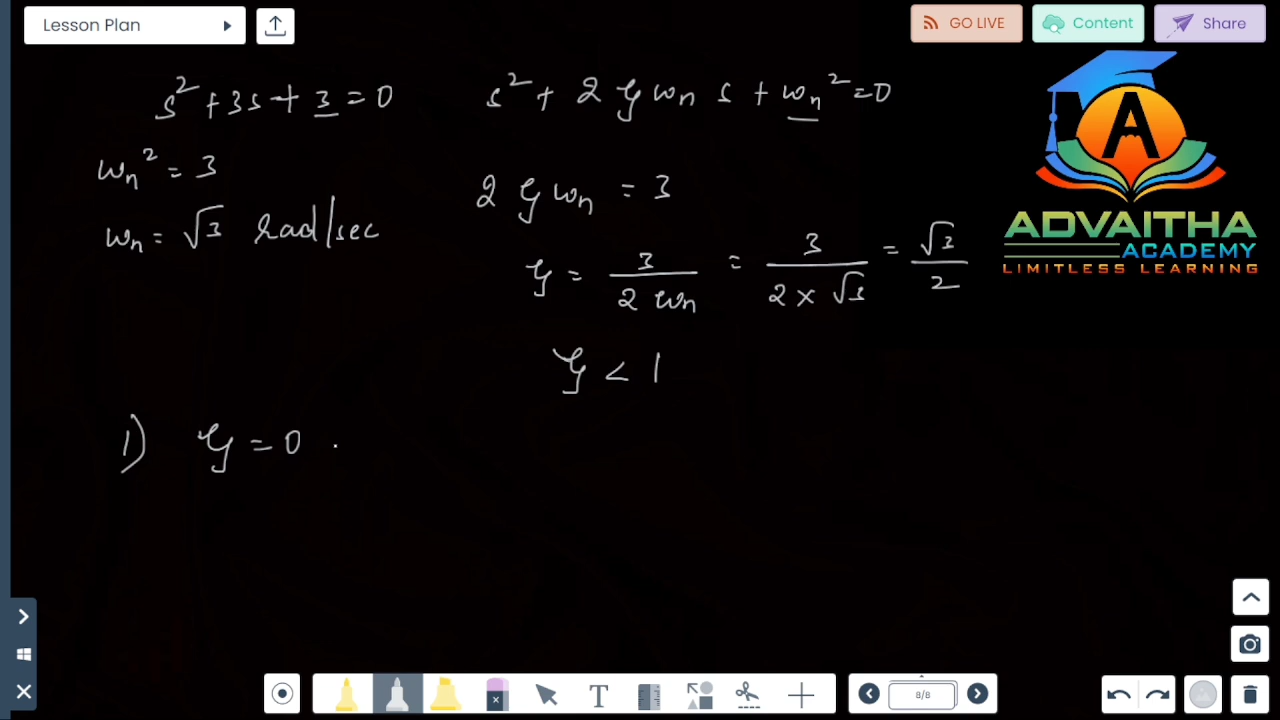 Lesson Plan
GO LIVE
Content
Share
s² + 3s + 3 = 0
s² + 2 ξ ωn s + ωn² = 0
ωn² = 3
2 ξ ωn = 3
ωn = √3 rad/sec
ξ = 3 / 2 ωn = 3 / 2 × √3 = √3 / 2
ξ < 1
1) ξ = 0
A
ADVAITHA
ACADEMY
LIMITLESS LEARNING
T
8/8